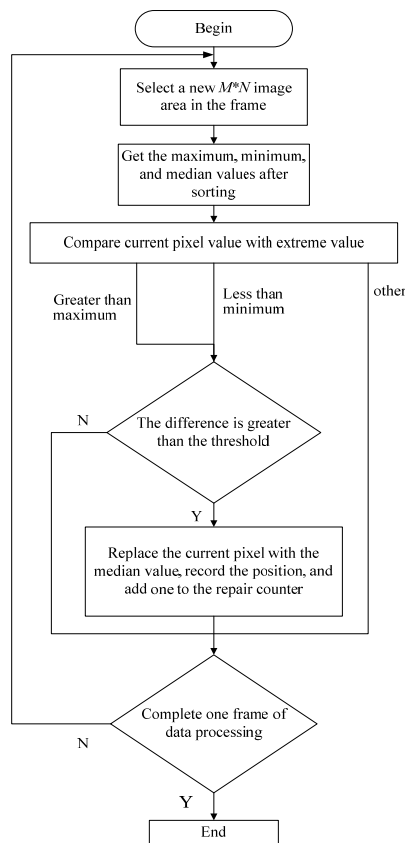 Begin
Select a new M*N image
area in the frame
Get the maximum, minimum,
and median values after
sorting
Compare current pixel value with extreme value
Greater than
maximum
Less than
minimum
other
N
The difference is greater
than the threshold
Y
Replace the current pixel with the
median value, record the position, and
add one to the repair counter
Complete one frame of
data processing
N
Y
End